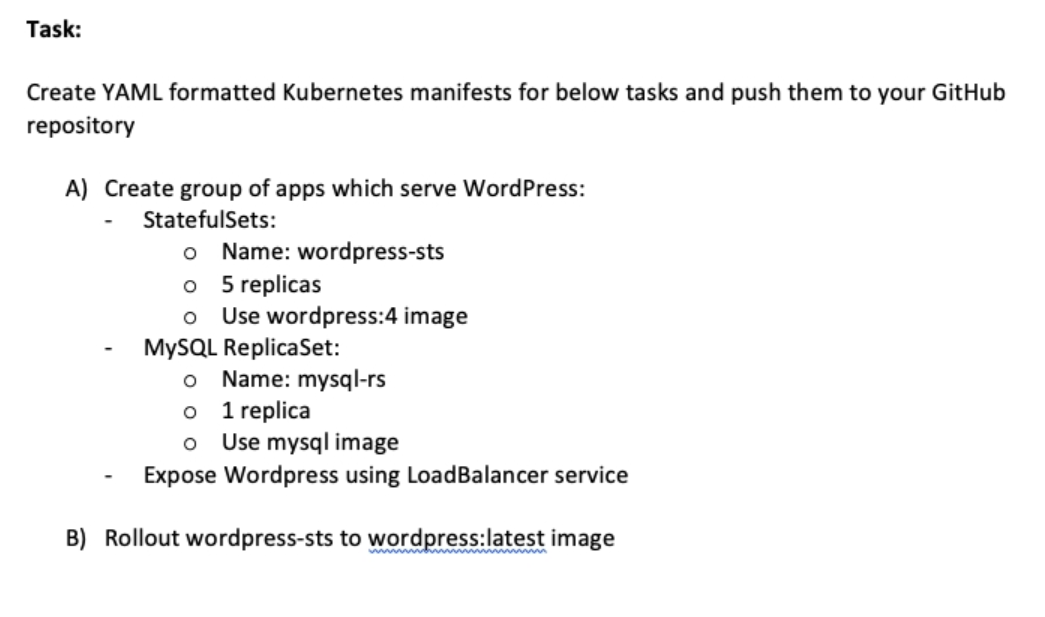 Task:
Create YAML formatted Kubernetes manifests for below tasks and push them to your GitHub
repository
A) Create group of apps which serve WordPress:
- StatefulSets:
o Name: wordpress-sts
o 5 replicas
o Use wordpress:4 image
- MySQL ReplicaSet:
o Name: mysql-rs
o 1 replica
o Use mysql image
- Expose Wordpress using LoadBalancer service
B) Rollout wordpress-sts to wordpress:latest image